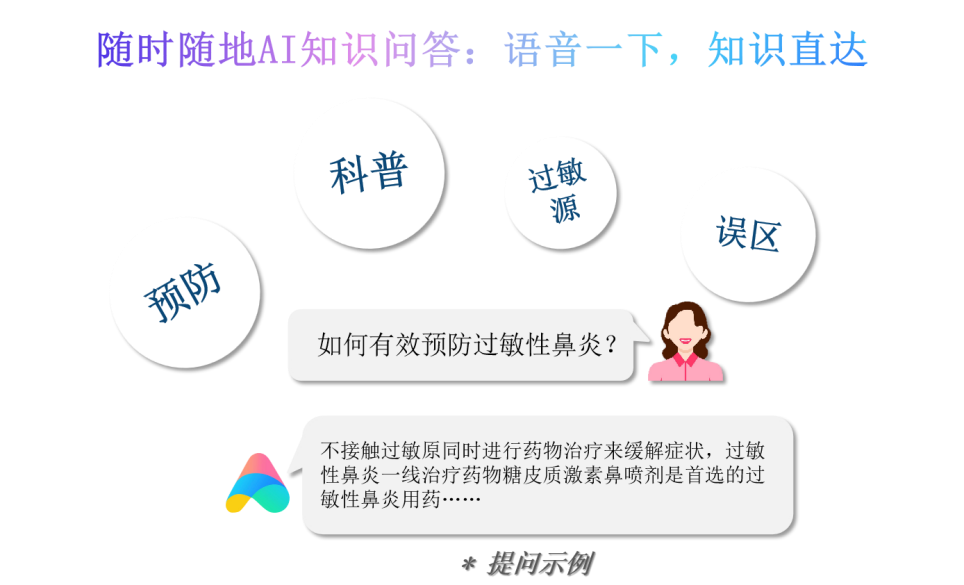 随时随地AI知识问答：语音一下，知识直达
科普
过敏
源
误区
预防
如何有效预防过敏性鼻炎？
不接触过敏原同时进行药物治疗来缓解症状，过敏
性鼻炎一线治疗药物糖皮质激素鼻喷剂是首选的过
敏性鼻炎用药……
* 提问示例